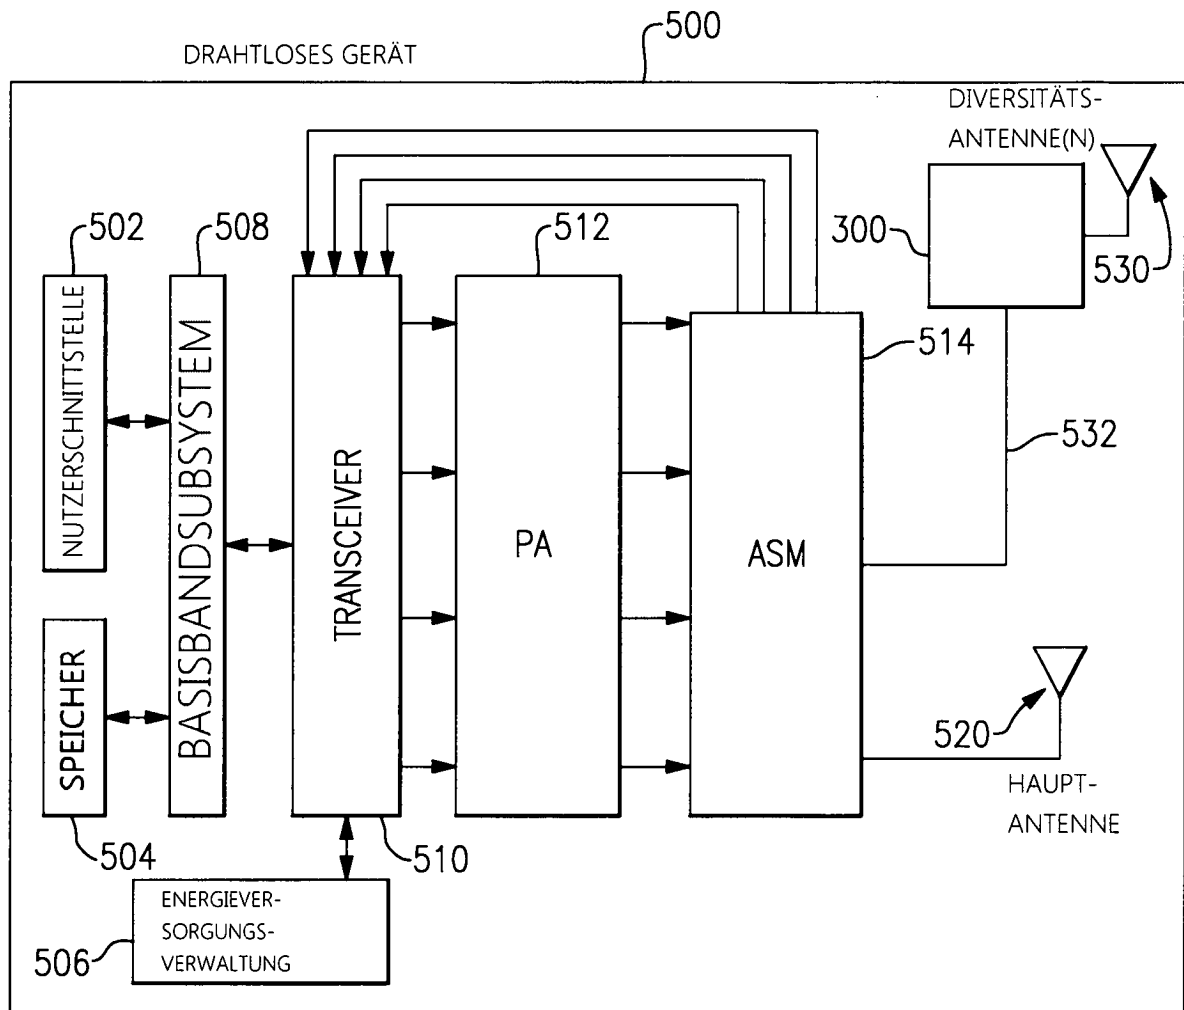 500
DRAHTLOSES GERÄT
DIVERSITÄTS-
ANTENNE(N)
502
508
512
300
530
514
532
NUTZERSCHNITTSTELLE
BASISBANDSUBSYSTEM
TRANSCEIVER
PA
ASM
SPEICHER
520
HAUPT-
ANTENNE
504
510
ENERGIEVER-
SORGUNGS-
VERWALTUNG
506